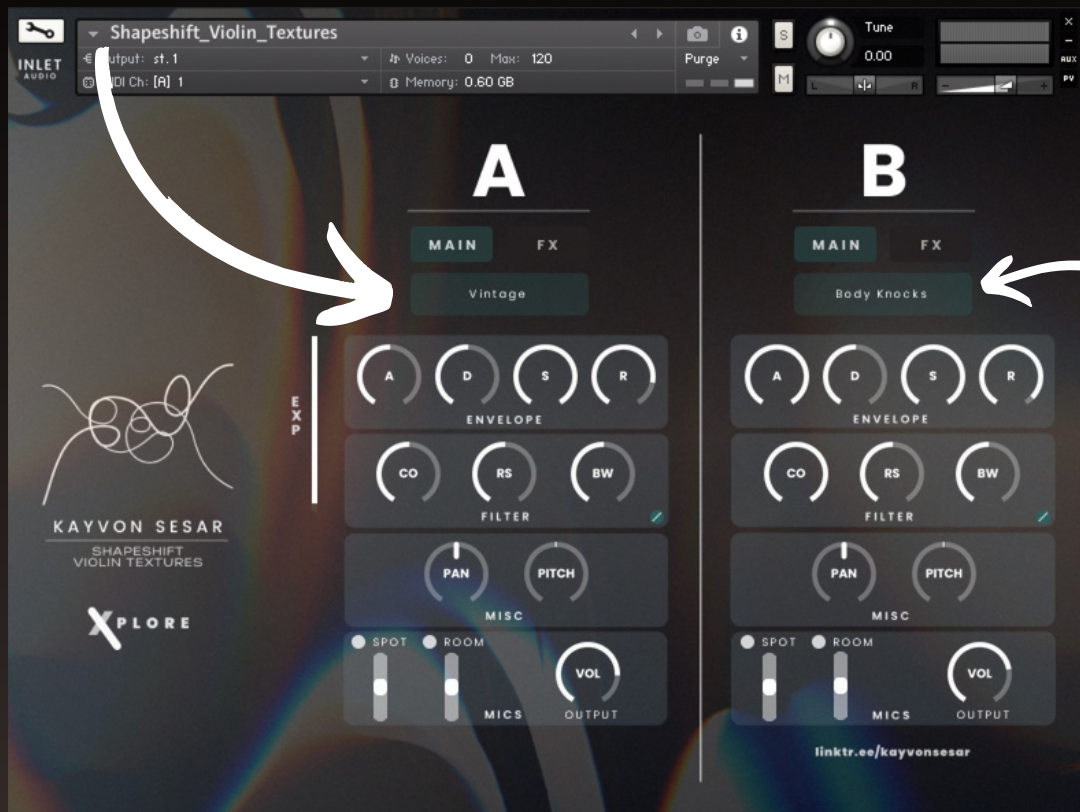 Shapeshift_Violin_Textures
INLET
AUDIO
utput: st. 1
Voices: 0 Max: 120
Purge
DI Ch: [A] 1
Memory: 0.60 GB
S
M
Tune
0.00
L R
- +
×
-
AUX
PV
A
MAIN FX
Vintage
EXP
A D S R
ENVELOPE
CO RS BW
FILTER
PAN PITCH
MISC
SPOT ROOM
VOL
MICS OUTPUT
B
MAIN FX
Body Knocks
A D S R
ENVELOPE
CO RS BW
FILTER
PAN PITCH
MISC
SPOT ROOM
VOL
MICS OUTPUT
linktr.ee/kayvonsesar
KAYVON SESAR
SHAPESHIFT
VIOLIN TEXTURES
XPLORE